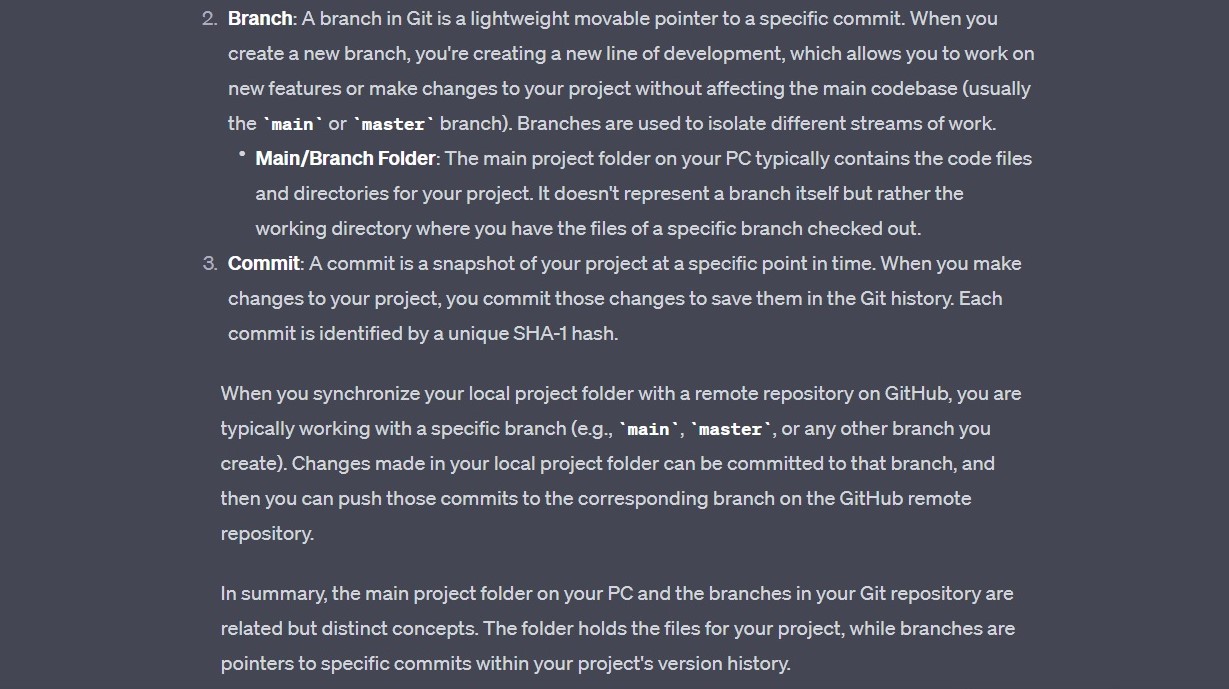 2. Branch: A branch in Git is a lightweight movable pointer to a specific commit. When you
create a new branch, you're creating a new line of development, which allows you to work on
new features or make changes to your project without affecting the main codebase (usually
the `main` or `master` branch). Branches are used to isolate different streams of work.
• Main/Branch Folder: The main project folder on your PC typically contains the code files
and directories for your project. It doesn't represent a branch itself but rather the
working directory where you have the files of a specific branch checked out.
3. Commit: A commit is a snapshot of your project at a specific point in time. When you make
changes to your project, you commit those changes to save them in the Git history. Each
commit is identified by a unique SHA-1 hash.
When you synchronize your local project folder with a remote repository on GitHub, you are
typically working with a specific branch (e.g., `main`, `master`, or any other branch you
create). Changes made in your local project folder can be committed to that branch, and
then you can push those commits to the corresponding branch on the GitHub remote
repository.
In summary, the main project folder on your PC and the branches in your Git repository are
related but distinct concepts. The folder holds the files for your project, while branches are
pointers to specific commits within your project's version history.